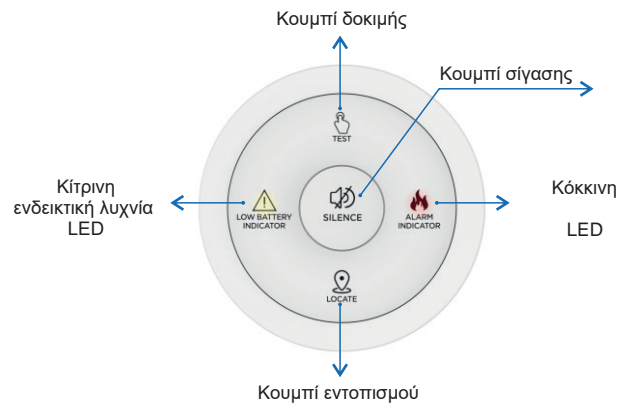 Κουμπί δοκιμής
Κουμπί σίγασης
TEST
Κίτρινη
ενδεικτική λυχνία
LED
LOW BATTERY
INDICATOR
SILENCE
ALARM
INDICATOR
Κόκκινη
LED
LOCATE
Κουμπί εντοπισμού